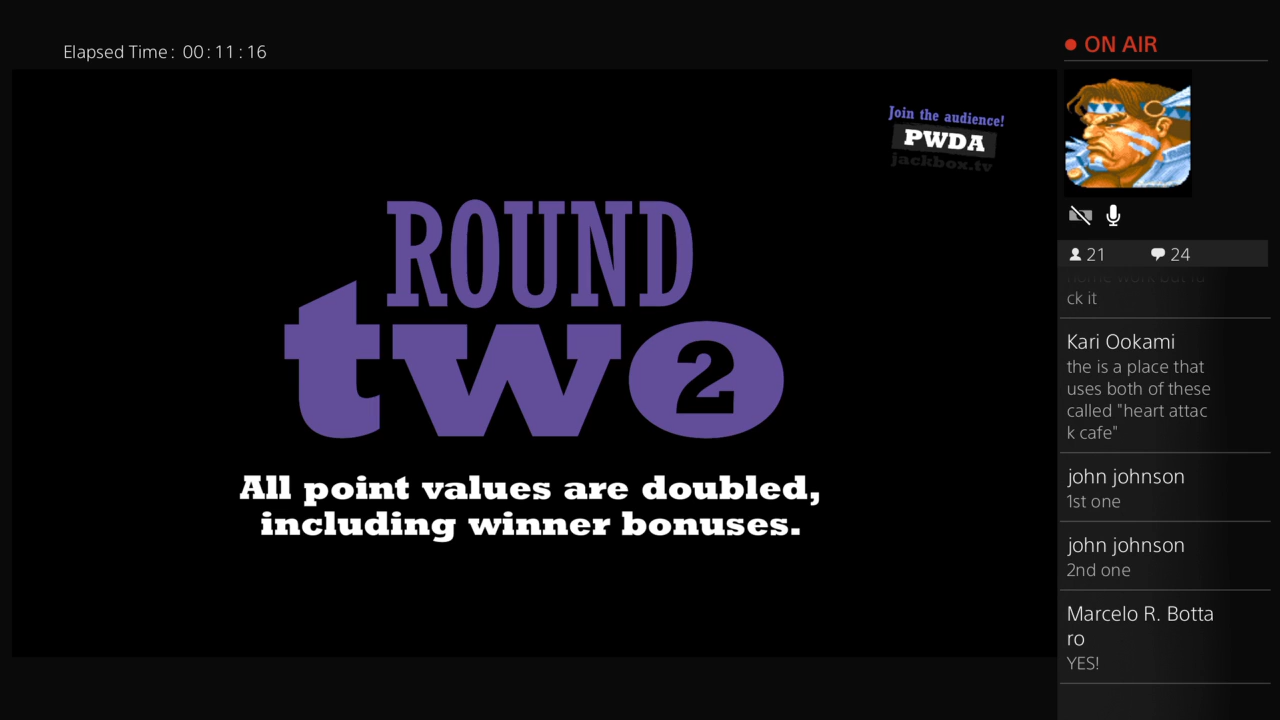 Elapsed Time: 00:11:16
ON AIR
Join the audience!
PWDA
jackbox.tv
ROUND
two 2
All point values are doubled,
including winner bonuses.
21 24
ck it
Kari Ookami
the is a place that
uses both of these
called "heart attac
k cafe"
john johnson
1st one
john johnson
2nd one
Marcelo R. Botta
ro
YES!